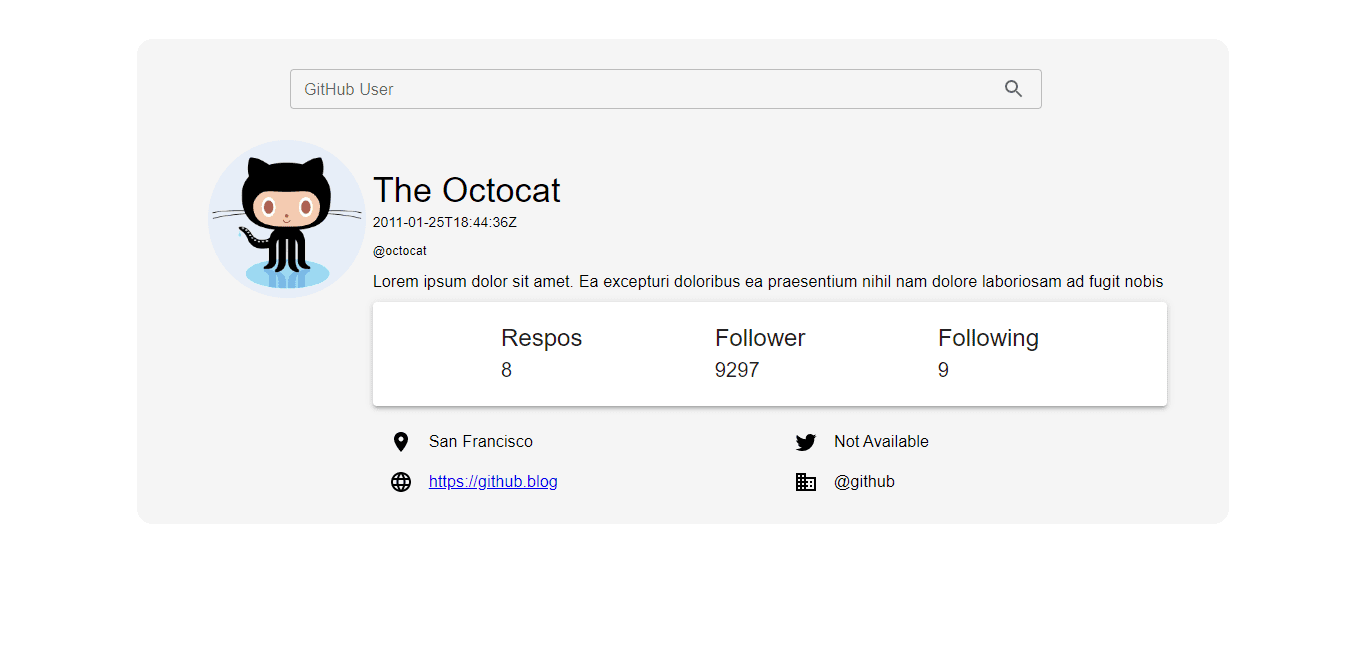 GitHub User
The Octocat
2011-01-25T18:44:36Z
@octocat
Lorem ipsum dolor sit amet. Ea excepturi doloribus ea praesentium nihil nam dolore laboriosam ad fugit nobis
Respos Follower Following
8 9297 9
San Francisco Not Available
https://github.blog @github